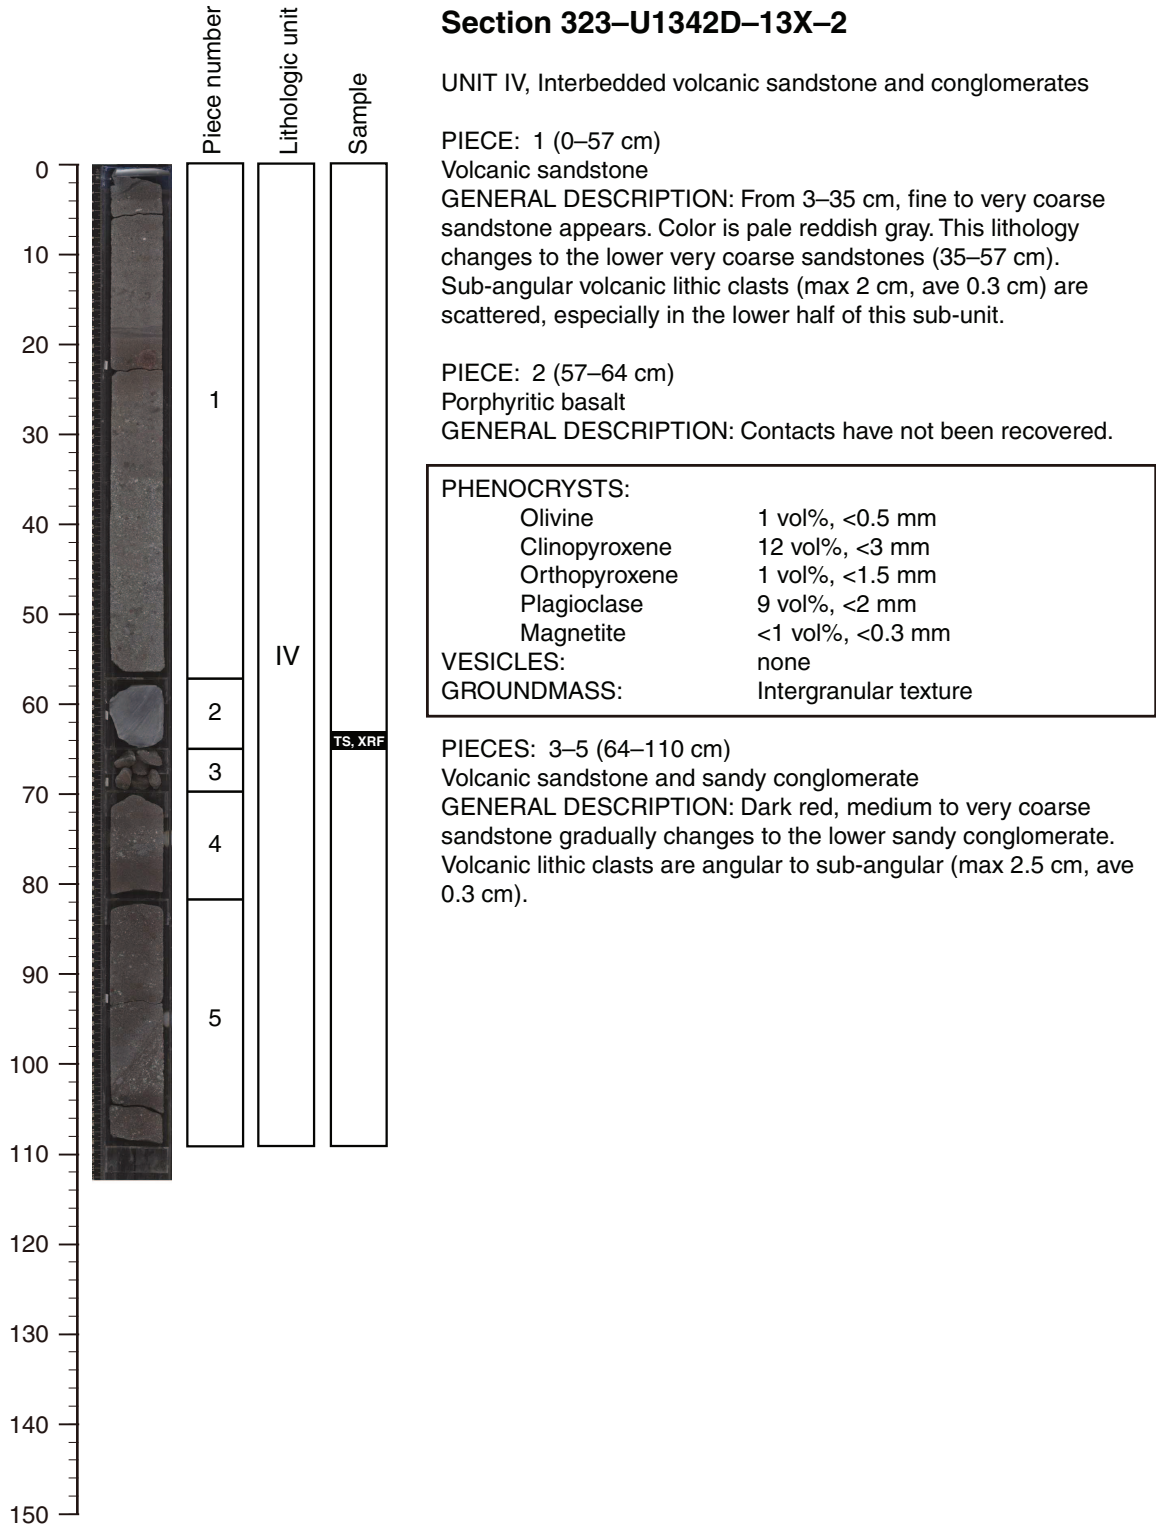 Section 323–U1342D–13X–2
Piece number
Lithologic unit
Sample
UNIT IV, Interbedded volcanic sandstone and conglomerates
PIECE: 1 (0–57 cm)
Volcanic sandstone
GENERAL DESCRIPTION: From 3–35 cm, fine to very coarse
sandstone appears. Color is pale reddish gray. This lithology
changes to the lower very coarse sandstones (35–57 cm).
Sub-angular volcanic lithic clasts (max 2 cm, ave 0.3 cm) are
scattered, especially in the lower half of this sub-unit.
PIECE: 2 (57–64 cm)
Porphyritic basalt
GENERAL DESCRIPTION: Contacts have not been recovered.
PHENOCRYSTS:
Olivine 1 vol%, <0.5 mm
Clinopyroxene 12 vol%, <3 mm
Orthopyroxene 1 vol%, <1.5 mm
Plagioclase 9 vol%, <2 mm
Magnetite <1 vol%, <0.3 mm
VESICLES: none
GROUNDMASS: Intergranular texture
PIECES: 3–5 (64–110 cm)
Volcanic sandstone and sandy conglomerate
GENERAL DESCRIPTION: Dark red, medium to very coarse
sandstone gradually changes to the lower sandy conglomerate.
Volcanic lithic clasts are angular to sub-angular (max 2.5 cm, ave
0.3 cm).
0
10
20
30
40
50
60
70
80
90
100
110
120
130
140
150
1
2
3
4
5
IV
TS, XRF